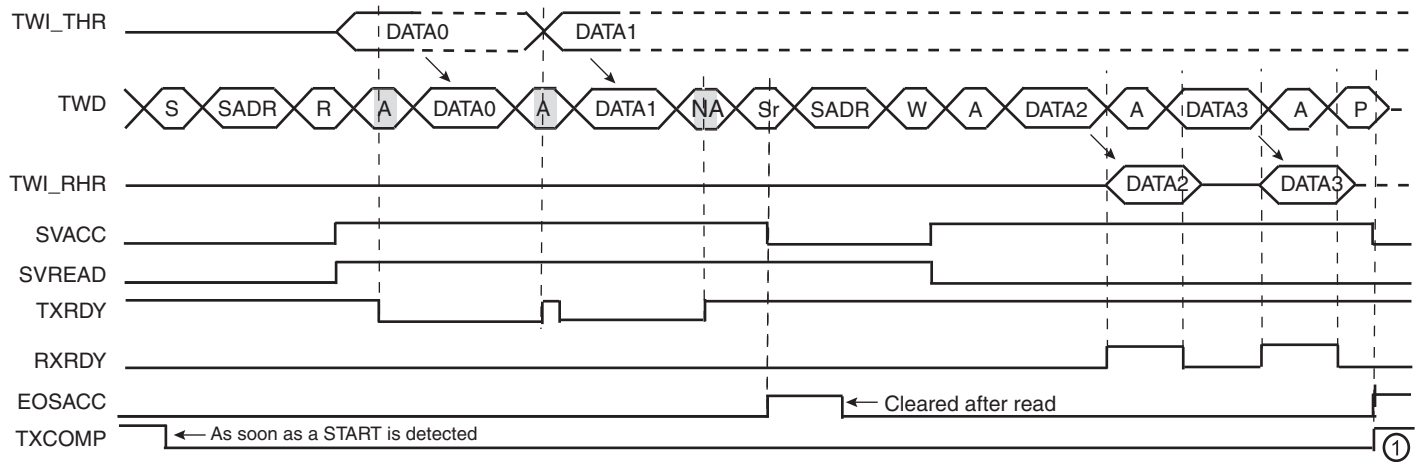 TWI_THR DATA0 DATA1
TWD S SADR R A DATA0 A DATA1 NA Sr SADR W A DATA2 A DATA3 A P
TWI_RHR DATA2 DATA3
SVACC
SVREAD
TXRDY
RXRDY
EOSACC Cleared after read
TXCOMP As soon as a START is detected 1